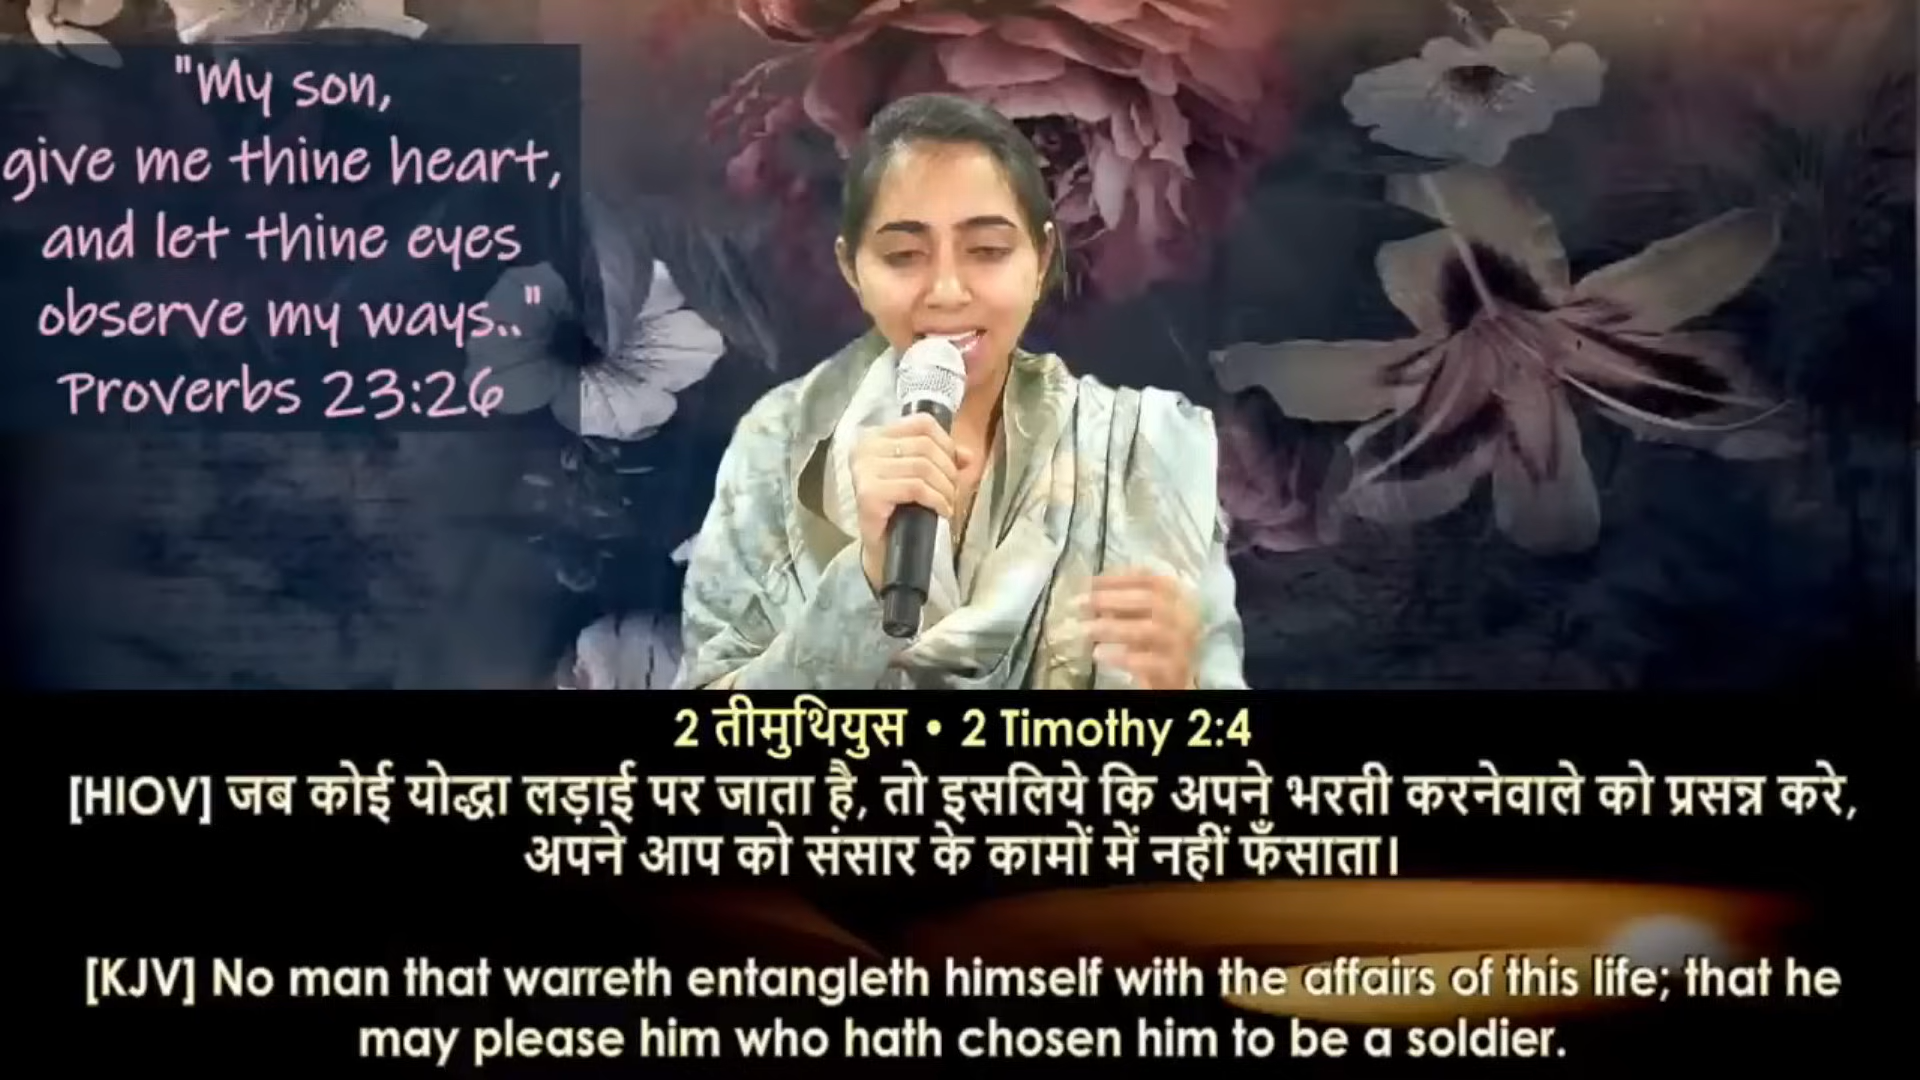 "My son,
give me thine heart,
and let thine eyes
observe my ways.."
Proverbs 23:26
2 तीमुथियुस • 2 Timothy 2:4
[HIOV] जब कोई योद्धा लड़ाई पर जाता है, तो इसलिये कि अपने भरती करनेवाले को प्रसन्न करे,
अपने आप को संसार के कामों में नहीं फँसाता।
[KJV] No man that warreth entangleth himself with the affairs of this life; that he
may please him who hath chosen him to be a soldier.